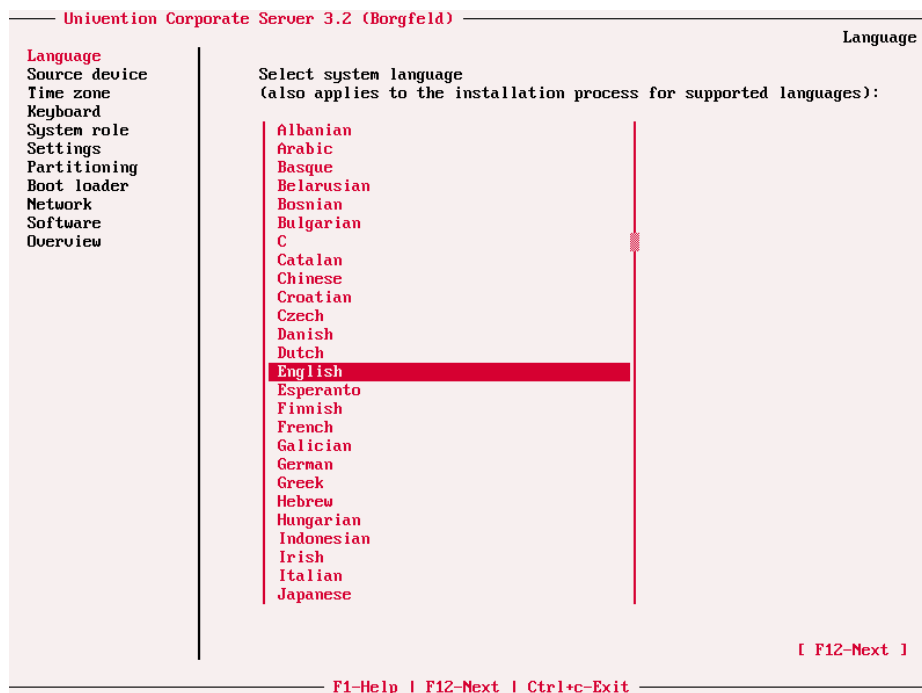 Univention Corporate Server 3.2 (Borgfeld)
Language
Language
Source device
Time zone
Keyboard
System role
Settings
Partitioning
Boot loader
Network
Software
Overview
Select system language
(also applies to the installation process for supported languages):
Albanian
Arabic
Basque
Belarusian
Bosnian
Bulgarian
C
Catalan
Chinese
Croatian
Czech
Danish
Dutch
English
Esperanto
Finnish
French
Galician
German
Greek
Hebrew
Hungarian
Indonesian
Irish
Italian
Japanese
[ F12-Next ]
F1-Help | F12-Next | Ctrl+c-Exit